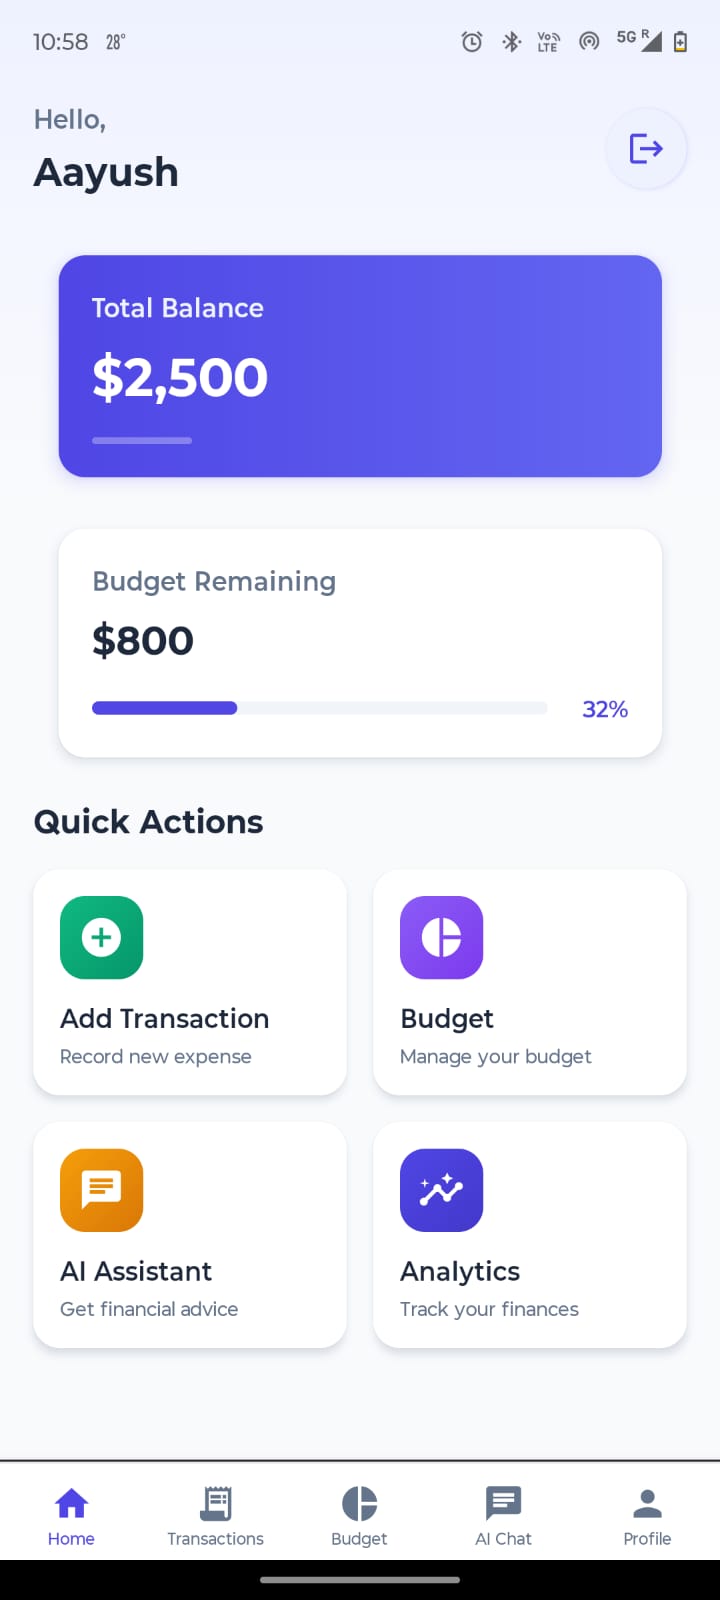 10:58 28°
Vo LTE 5G R
Hello,
Aayush
Total Balance
$2,500
Budget Remaining
$800
32%
Quick Actions
Add Transaction
Record new expense
Budget
Manage your budget
AI Assistant
Get financial advice
Analytics
Track your finances
Home
Transactions
Budget
AI Chat
Profile